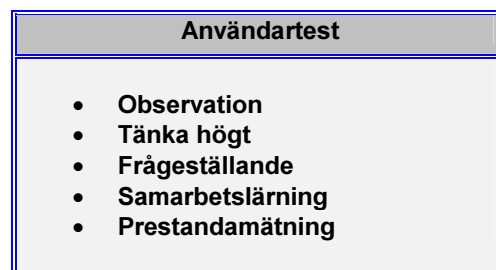 Användartest
• Observation
• Tänka högt
• Frågeställande
• Samarbetslärning
• Prestandamätning